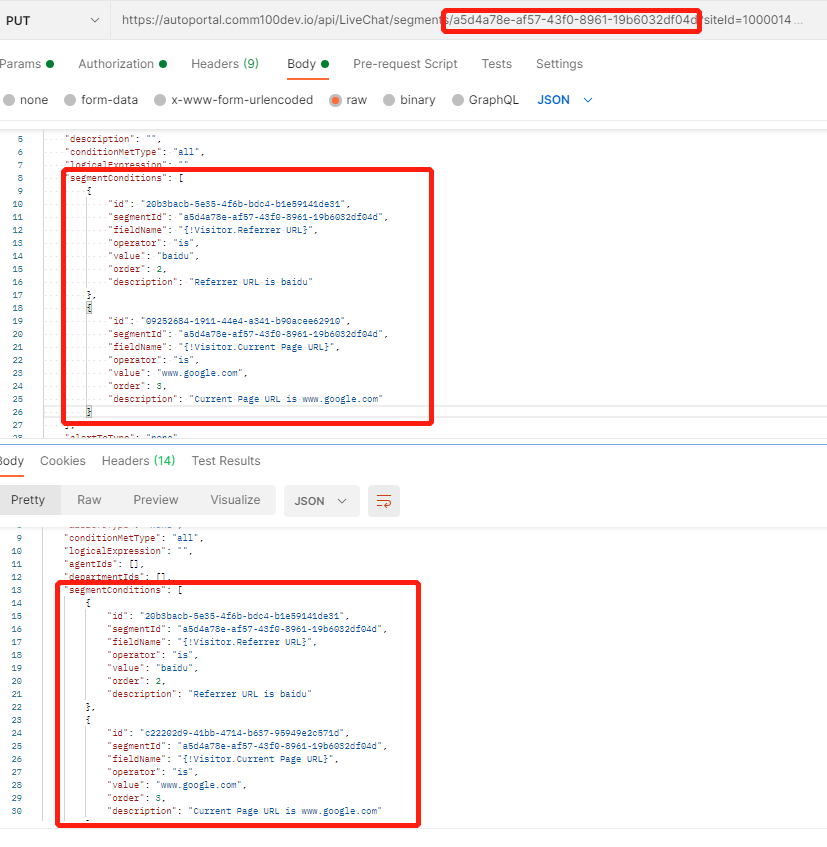 PUT https://autoportal.comm100dev.io/api/LiveChat/segments/a5d4a78e-af57-43f0-8961-19b6032df04d?siteId=1000014 ...
Params Authorization Headers (9) Body Pre-request Script Tests Settings
none form-data x-www-form-urlencoded raw binary GraphQL JSON
5 "description": "",
6 "conditionMetType": "all",
7 "logicalExpression": ""
8 "segmentConditions": [
9 {
10 "id": "20b3bacb-5e35-4f6b-bdc4-b1e59141de31",
11 "segmentId": "a5d4a78e-af57-43f0-8961-19b6032df04d",
12 "fieldName": "{!Visitor.Referrer URL}",
13 "operator": "is",
14 "value": "baidu",
15 "order": 2,
16 "description": "Referrer URL is baidu"
17 },
18 {
19 "id": "09252684-1911-44e4-a341-b90acee62910",
20 "segmentId": "a5d4a78e-af57-43f0-8961-19b6032df04d",
21 "fieldName": "{!Visitor.Current Page URL}",
22 "operator": "is",
23 "value": "www.google.com",
24 "order": 3,
25 "description": "Current Page URL is www.google.com"
26 }
27 ],
28 "alertToType": "none"
Body Cookies Headers (14) Test Results
Pretty Raw Preview Visualize JSON
9 "conditionMetType": "all",
10 "logicalExpression": "",
11 "agentIds": [],
12 "departmentIds": [],
13 "segmentConditions": [
14 {
15 "id": "20b3bacb-5e35-4f6b-bdc4-b1e59141de31",
16 "segmentId": "a5d4a78e-af57-43f0-8961-19b6032df04d",
17 "fieldName": "{!Visitor.Referrer URL}",
18 "operator": "is",
19 "value": "baidu",
20 "order": 2,
21 "description": "Referrer URL is baidu"
22 },
23 {
24 "id": "c22202d9-41bb-4714-b637-95949e2c571d",
25 "segmentId": "a5d4a78e-af57-43f0-8961-19b6032df04d",
26 "fieldName": "{!Visitor.Current Page URL}",
27 "operator": "is",
28 "value": "www.google.com",
29 "order": 3,
30 "description": "Current Page URL is www.google.com"